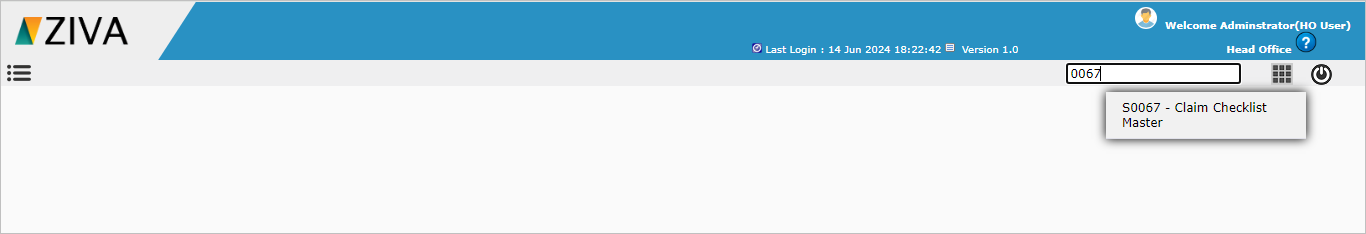 ZIVA
Welcome Adminstrator(HO User)
Last Login : 14 Jun 2024 18:22:42 Version 1.0
Head Office ?
0067
S0067 - Claim Checklist
Master